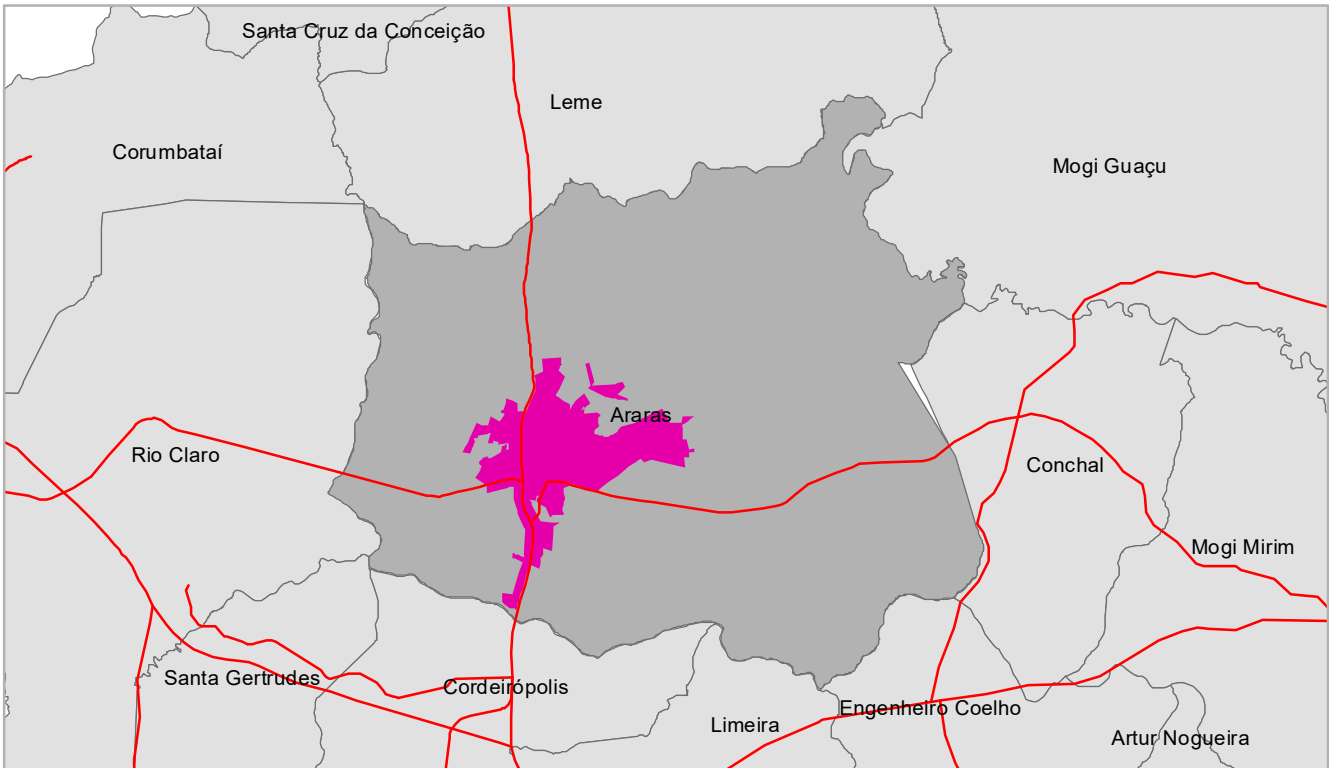 Santa Cruz da Conceição
Leme
Corumbataí
Mogi Guaçu
Araras
Rio Claro
Conchal
Mogi Mirim
Santa Gertrudes
Cordeirópolis
Engenheiro Coelho
Limeira
Artur Nogueira